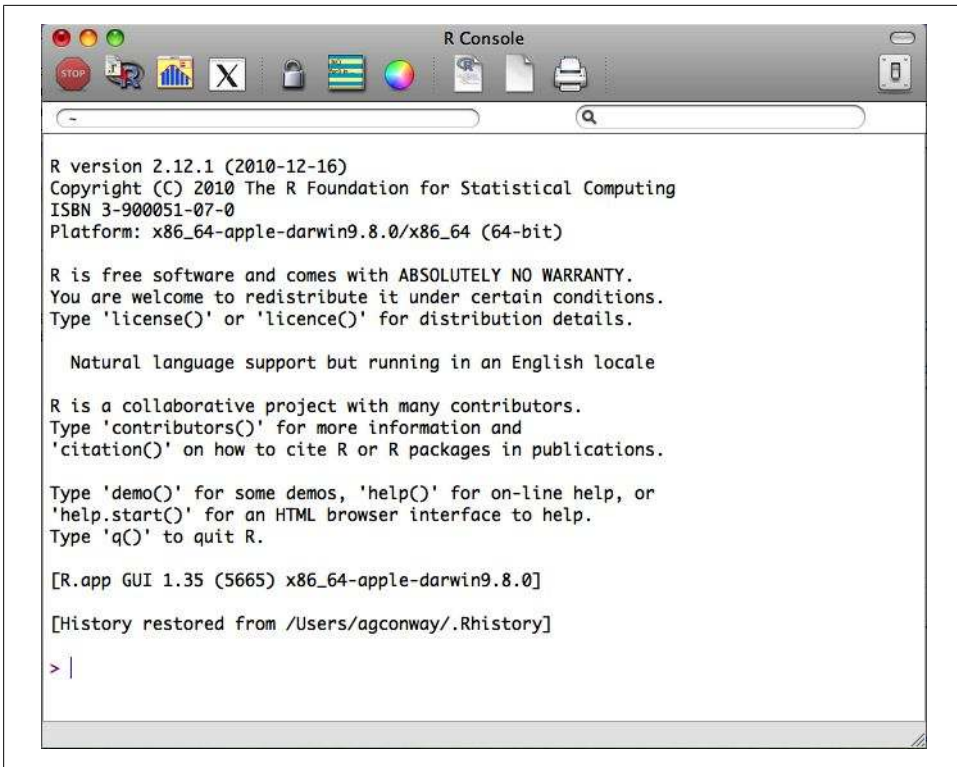 R Console
STOP
R
X
R
~
R version 2.12.1 (2010-12-16)
Copyright (C) 2010 The R Foundation for Statistical Computing
ISBN 3-900051-07-0
Platform: x86_64-apple-darwin9.8.0/x86_64 (64-bit)
R is free software and comes with ABSOLUTELY NO WARRANTY.
You are welcome to redistribute it under certain conditions.
Type 'license()' or 'licence()' for distribution details.
Natural language support but running in an English locale
R is a collaborative project with many contributors.
Type 'contributors()' for more information and
'citation()' on how to cite R or R packages in publications.
Type 'demo()' for some demos, 'help()' for on-line help, or
'help.start()' for an HTML browser interface to help.
Type 'q()' to quit R.
[R.app GUI 1.35 (5665) x86_64-apple-darwin9.8.0]
[History restored from /Users/agconway/.Rhistory]
>